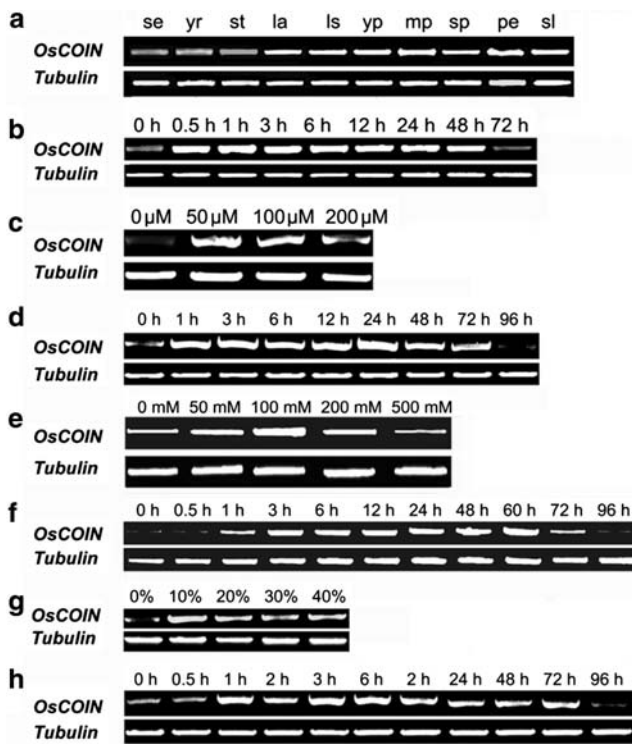 a
se yr st la ls yp mp sp pe sl
OsCOIN
Tubulin
b
0 h 0.5 h 1 h 3 h 6 h 12 h 24 h 48 h 72 h
OsCOIN
Tubulin
c
0 µM 50 µM 100 µM 200 µM
OsCOIN
Tubulin
d
0 h 1 h 3 h 6 h 12 h 24 h 48 h 72 h 96 h
OsCOIN
Tubulin
e
0 mM 50 mM 100 mM 200 mM 500 mM
OsCOIN
Tubulin
f
0 h 0.5 h 1 h 3 h 6 h 12 h 24 h 48 h 60 h 72 h 96 h
OsCOIN
Tubulin
g
0% 10% 20% 30% 40%
OsCOIN
Tubulin
h
0 h 0.5 h 1 h 2 h 3 h 6 h 2 h 24 h 48 h 72 h 96 h
OsCOIN
Tubulin